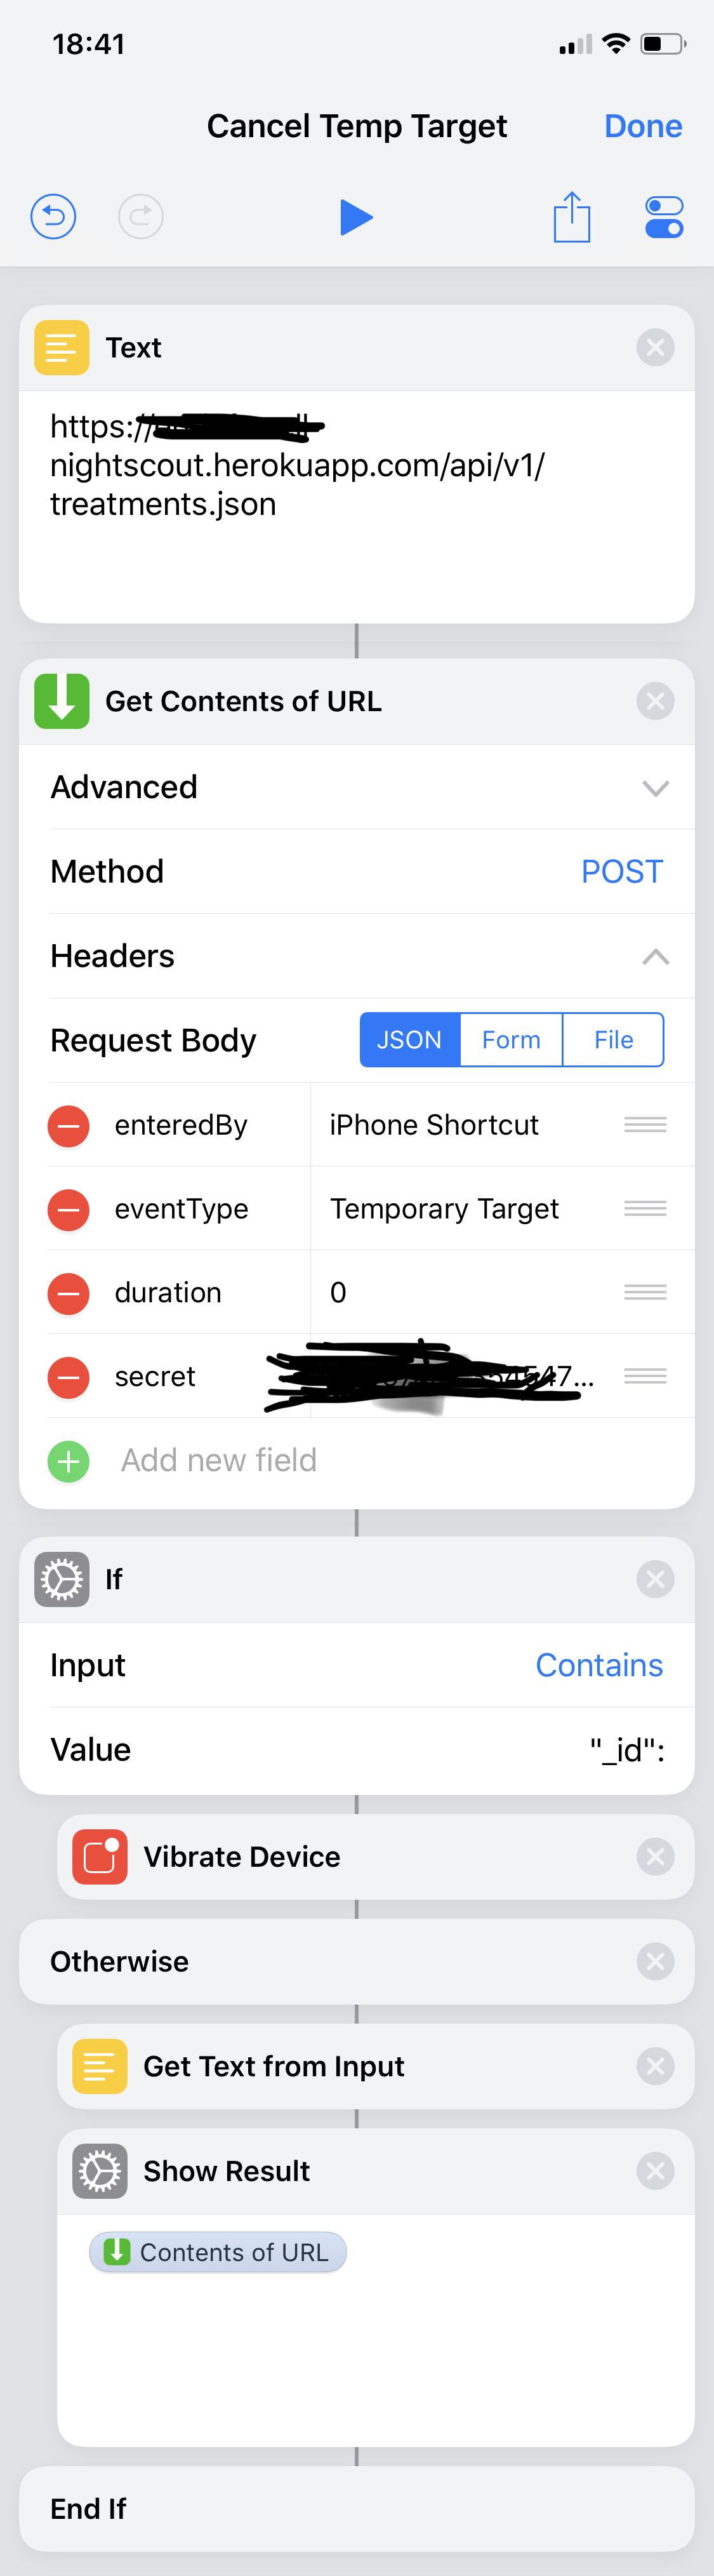 18:41
Cancel Temp Target
Done
Text
https://
nightscout.herokuapp.com/api/v1/
treatments.json
Get Contents of URL
Advanced
Method POST
Headers
Request Body JSON Form File
enteredBy iPhone Shortcut
eventType Temporary Target
duration 0
secret
Add new field
If
Input Contains
Value "_id":
Vibrate Device
Otherwise
Get Text from Input
Show Result
Contents of URL
End If